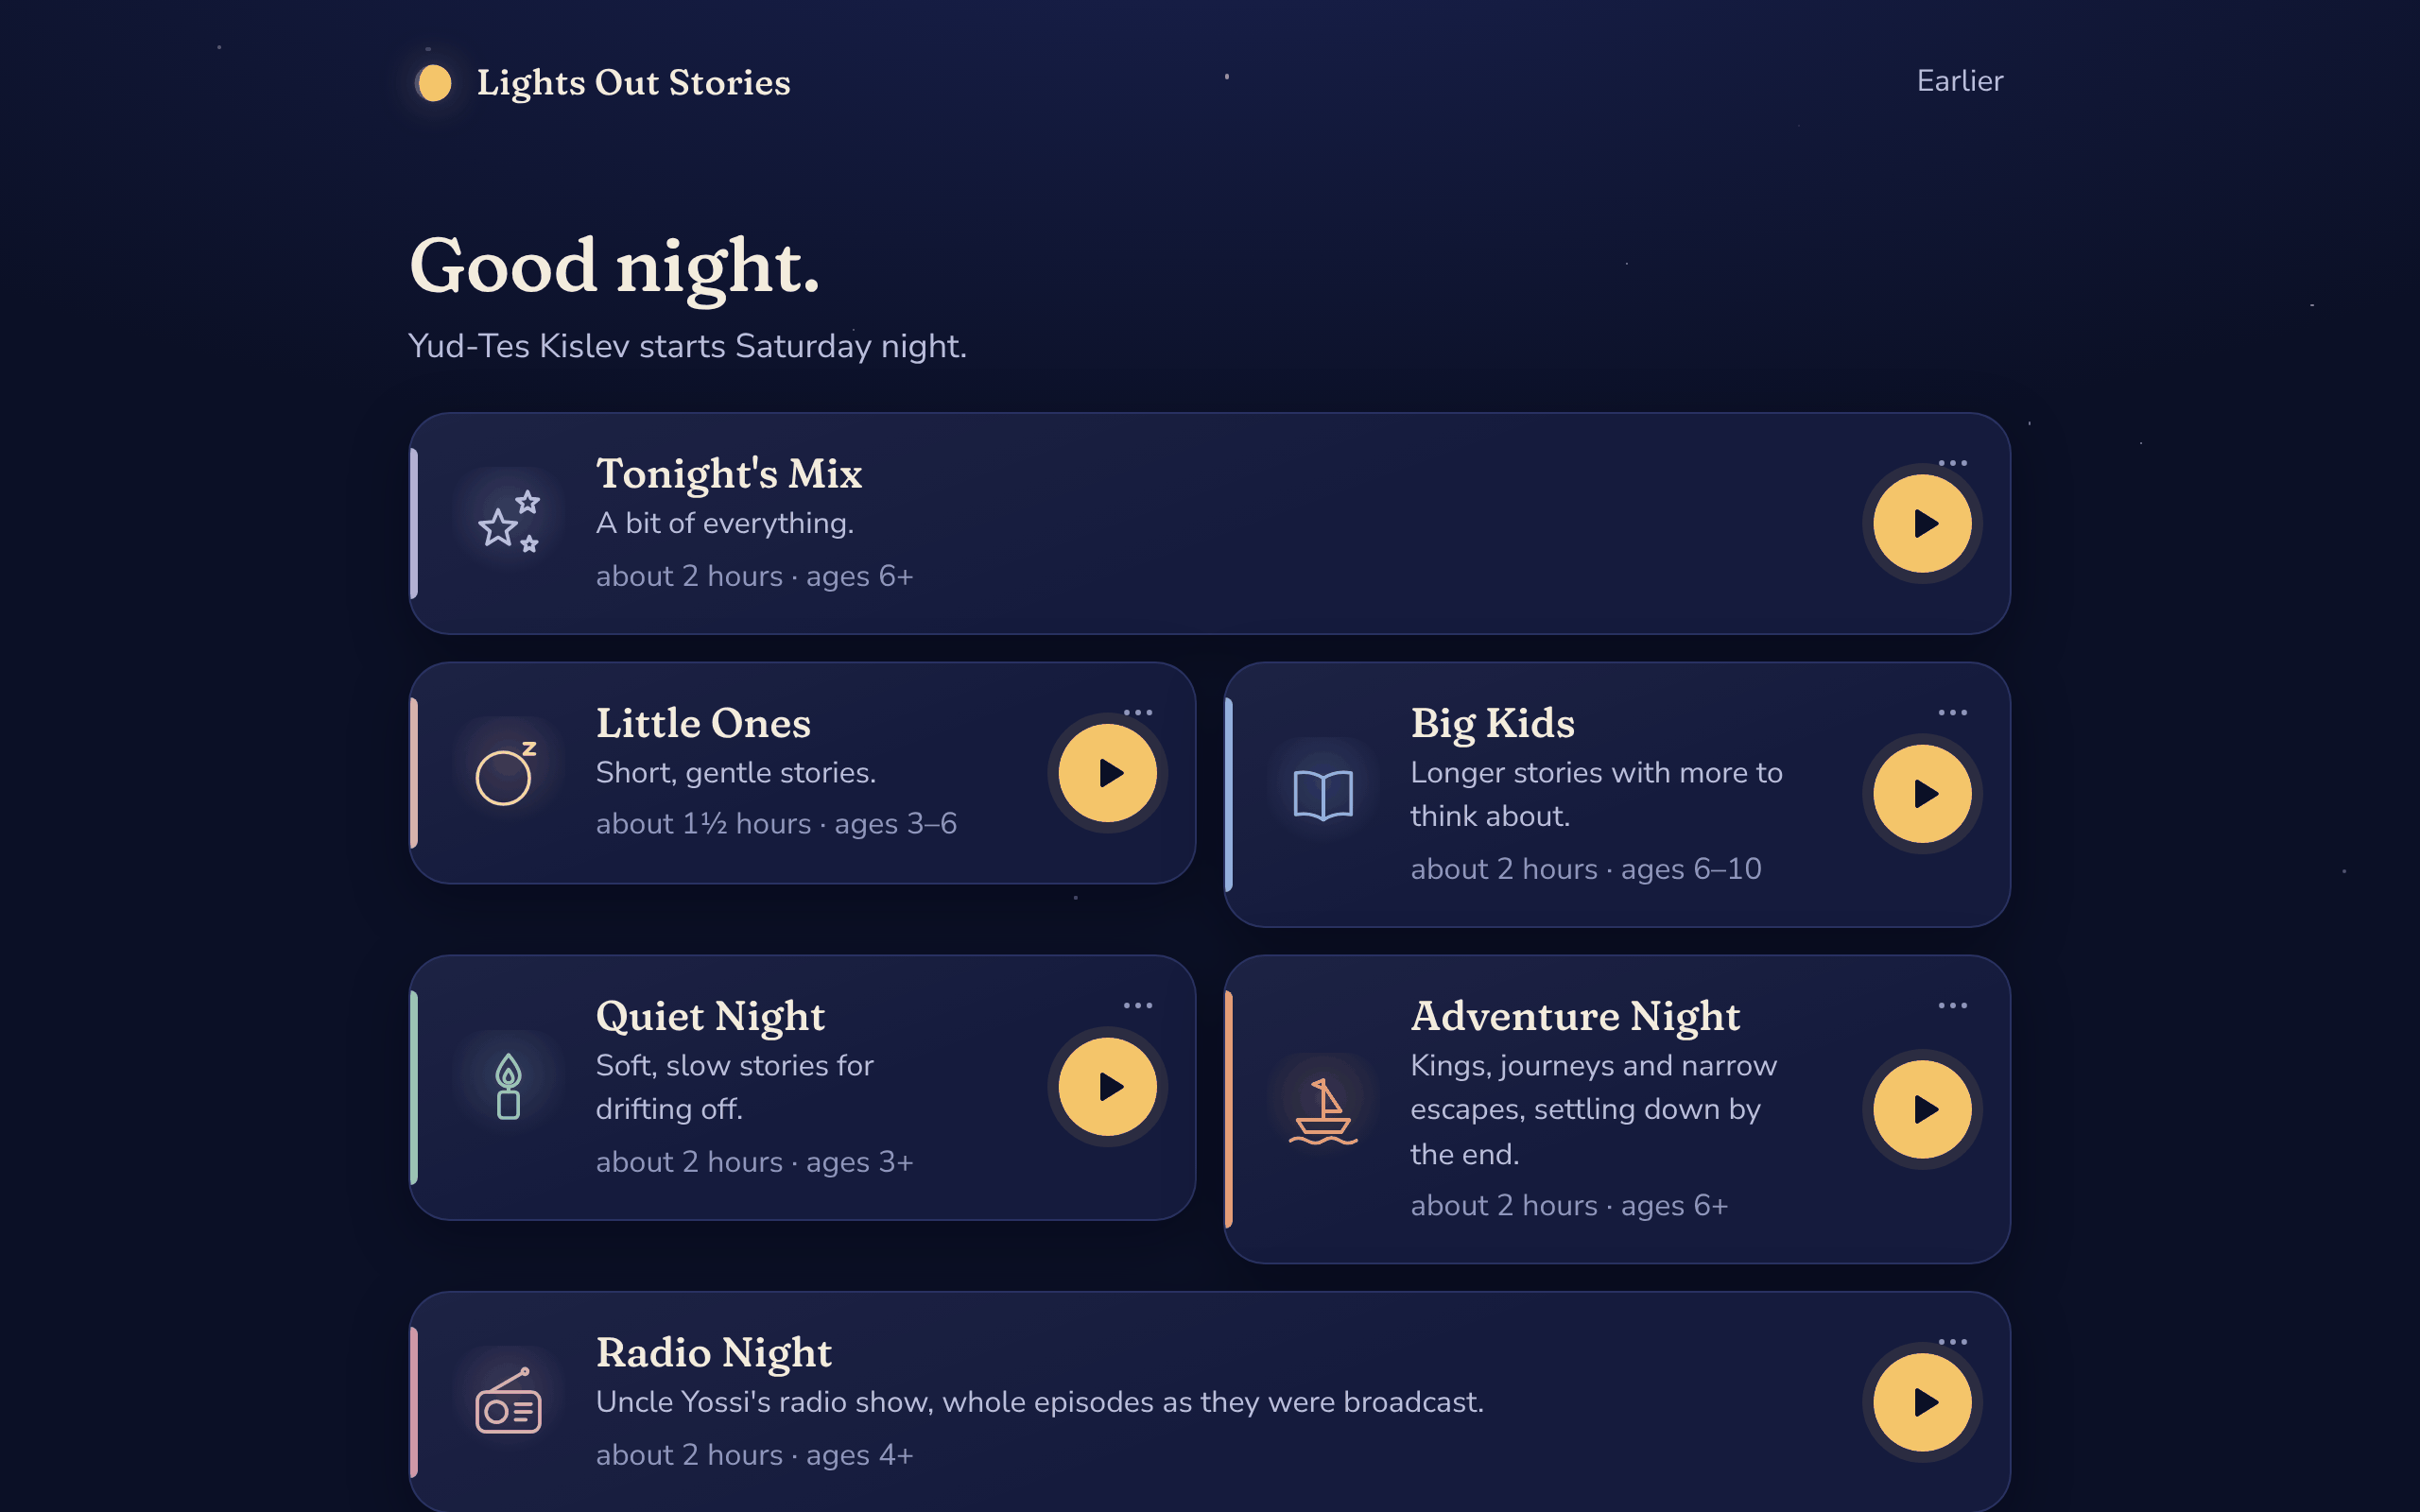 Lights Out Stories
Earlier
Good night.
Yud-Tes Kislev starts Saturday night.
Tonight's Mix
A bit of everything.
about 2 hours · ages 6+
Little Ones
Short, gentle stories.
about 1½ hours · ages 3–6
Big Kids
Longer stories with more to
think about.
about 2 hours · ages 6–10
Quiet Night
Soft, slow stories for
drifting off.
about 2 hours · ages 3+
Adventure Night
Kings, journeys and narrow
escapes, settling down by
the end.
about 2 hours · ages 6+
Radio Night
Uncle Yossi's radio show, whole episodes as they were broadcast.
about 2 hours · ages 4+